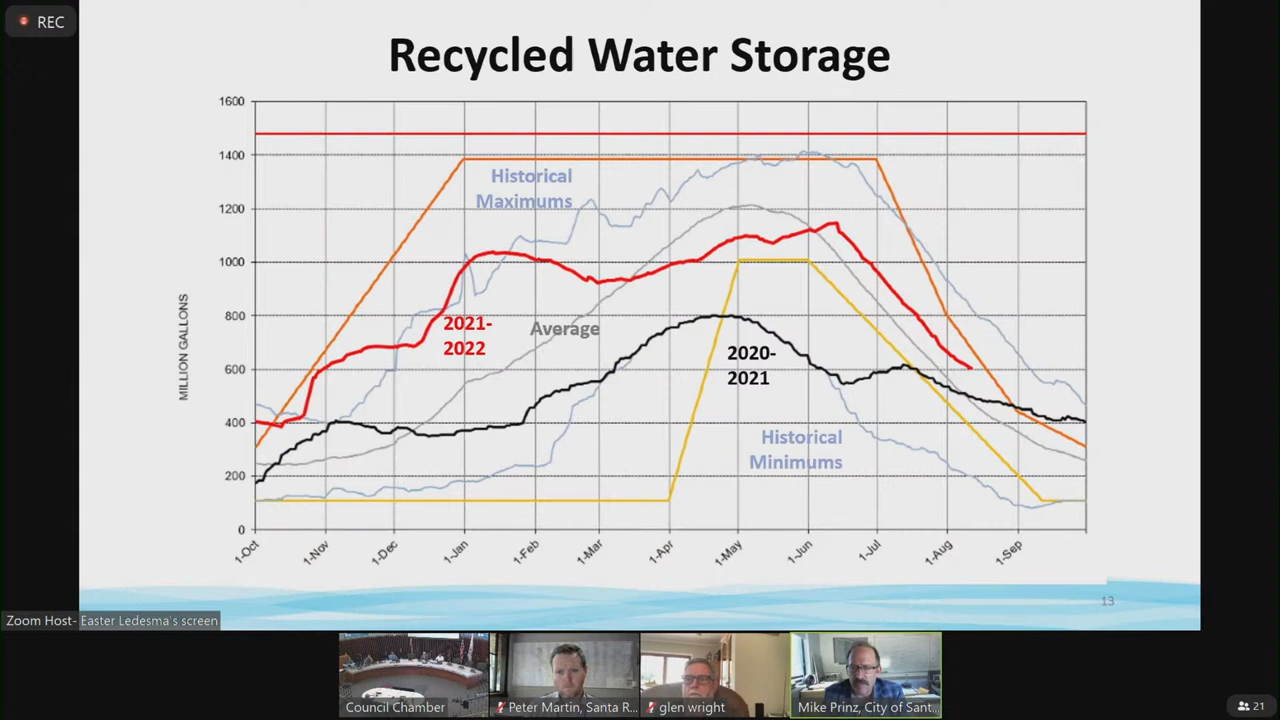 REC
Recycled Water Storage
1600
1400
1200
1000
800
600
400
200
0
MILLION GALLONS
Historical
Maximums
2021-
2022
Average
2020-
2021
Historical
Minimums
1-Oct
1-Nov
1-Dec
1-Jan
1-Feb
1-Mar
1-Apr
1-May
1-Jun
1-Jul
1-Aug
1-Sep
13
Zoom Host- Easter Ledesma's screen
Council Chamber
Peter Martin, Santa R...
glen wright
Mike Prinz, City of Sant...
21